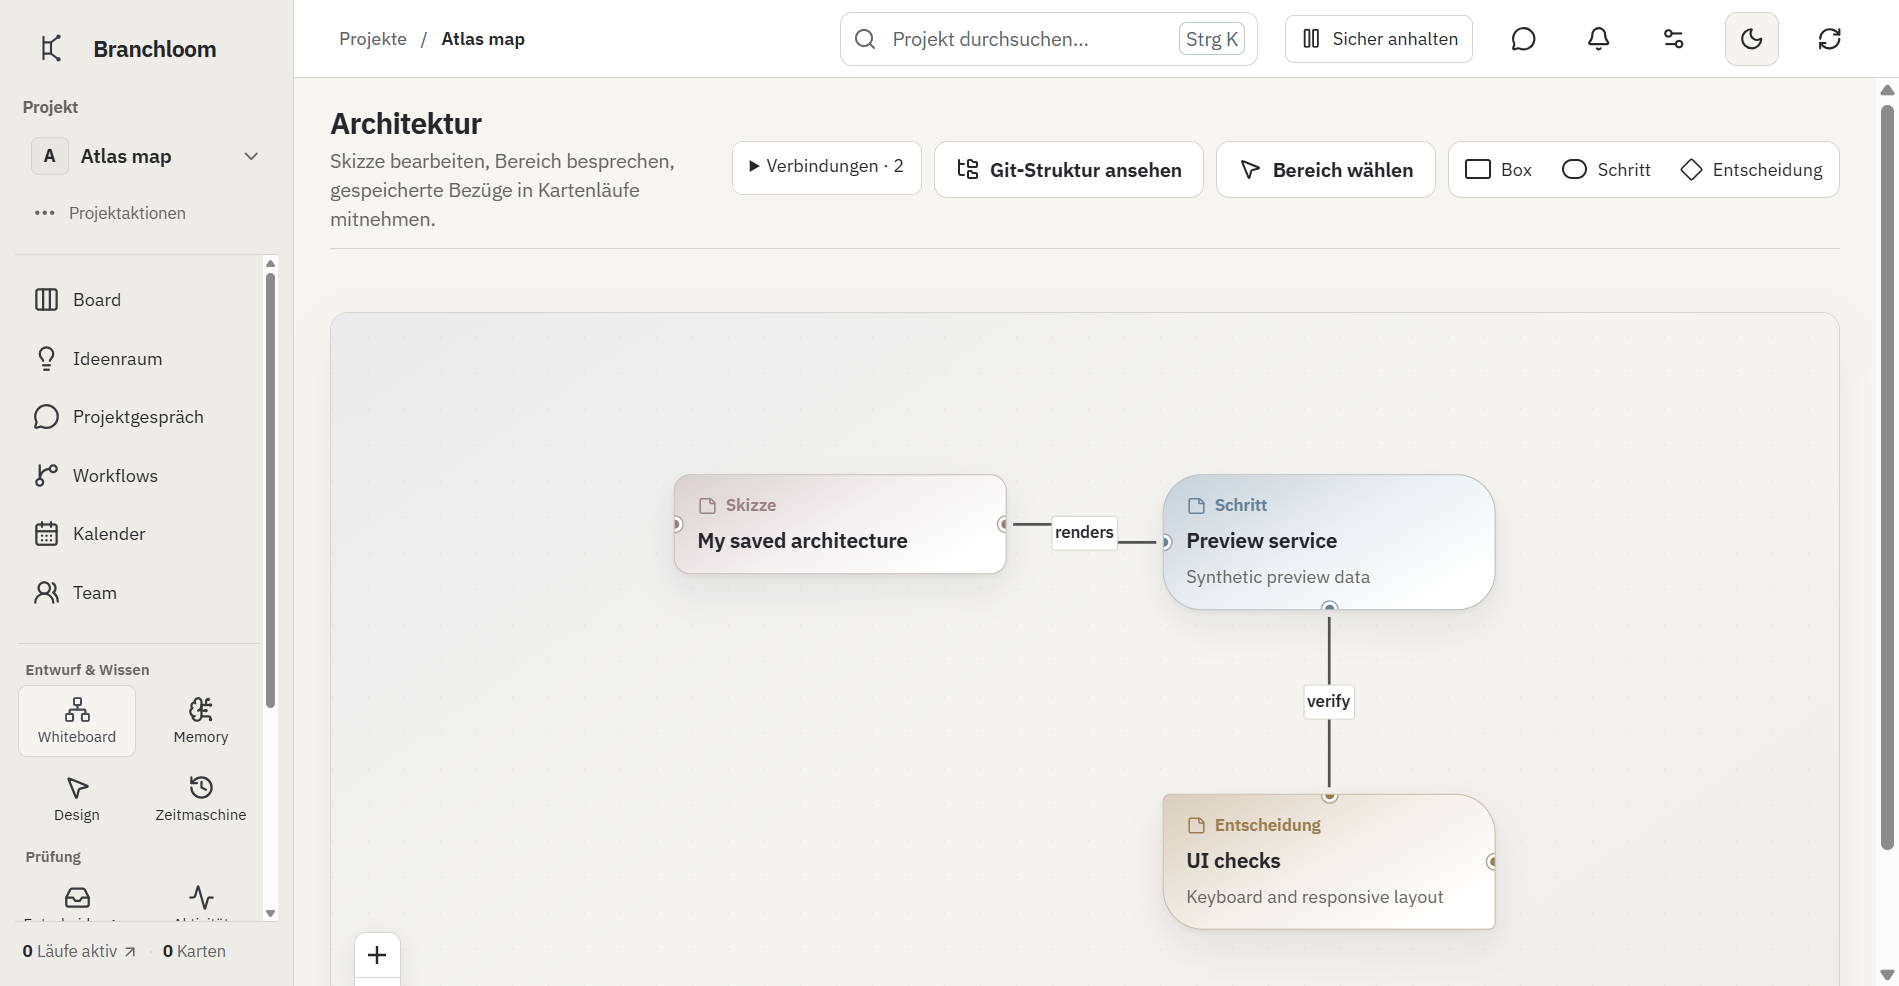 Branchloom
Projekt
A Atlas map
Projektaktionen
Board
Ideenraum
Projektgespräch
Workflows
Kalender
Team
Entwurf & Wissen
Whiteboard
Memory
Design
Zeitmaschine
Prüfung
0 Läufe aktiv · 0 Karten
Projekte / Atlas map
Projekt durchsuchen...
Strg K
Sicher anhalten
Architektur
Skizze bearbeiten, Bereich besprechen,
gespeicherte Bezüge in Kartenläufe
mitnehmen.
Verbindungen · 2
Git-Struktur ansehen
Bereich wählen
Box
Schritt
Entscheidung
Skizze
My saved architecture
renders
Schritt
Preview service
Synthetic preview data
verify
Entscheidung
UI checks
Keyboard and responsive layout